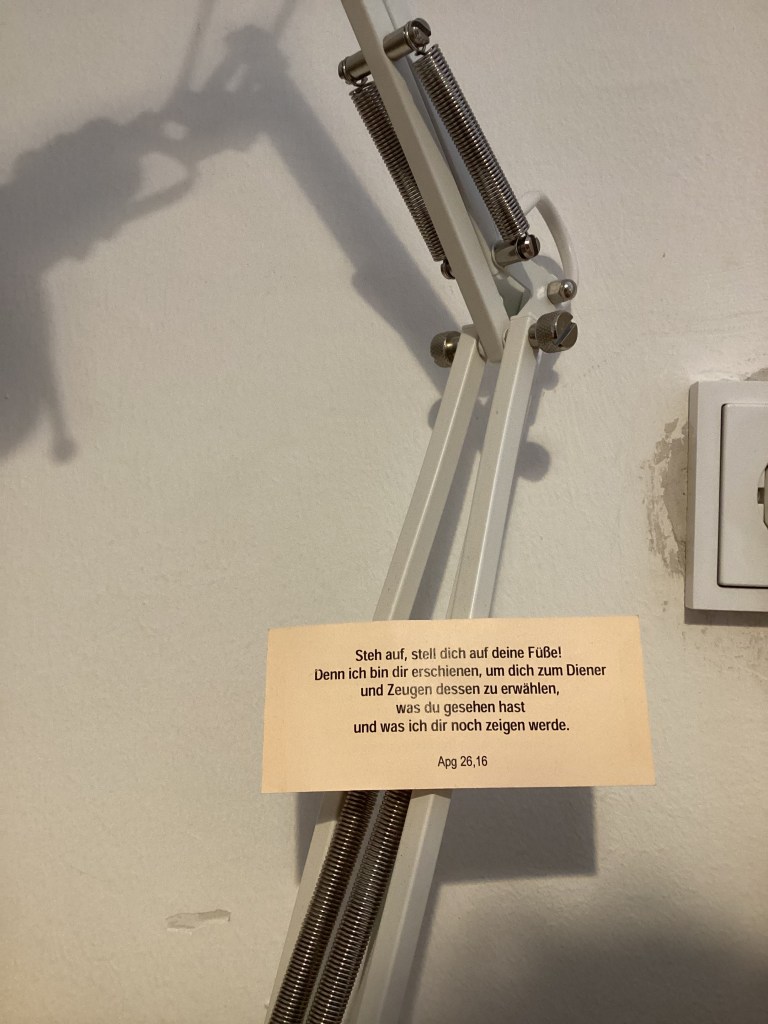 Steh auf, stell dich auf deine Füße!
Denn ich bin dir erschienen, um dich zum Diener
und Zeugen dessen zu erwählen,
was du gesehen hast
und was ich dir noch zeigen werde.
Apg 26,16